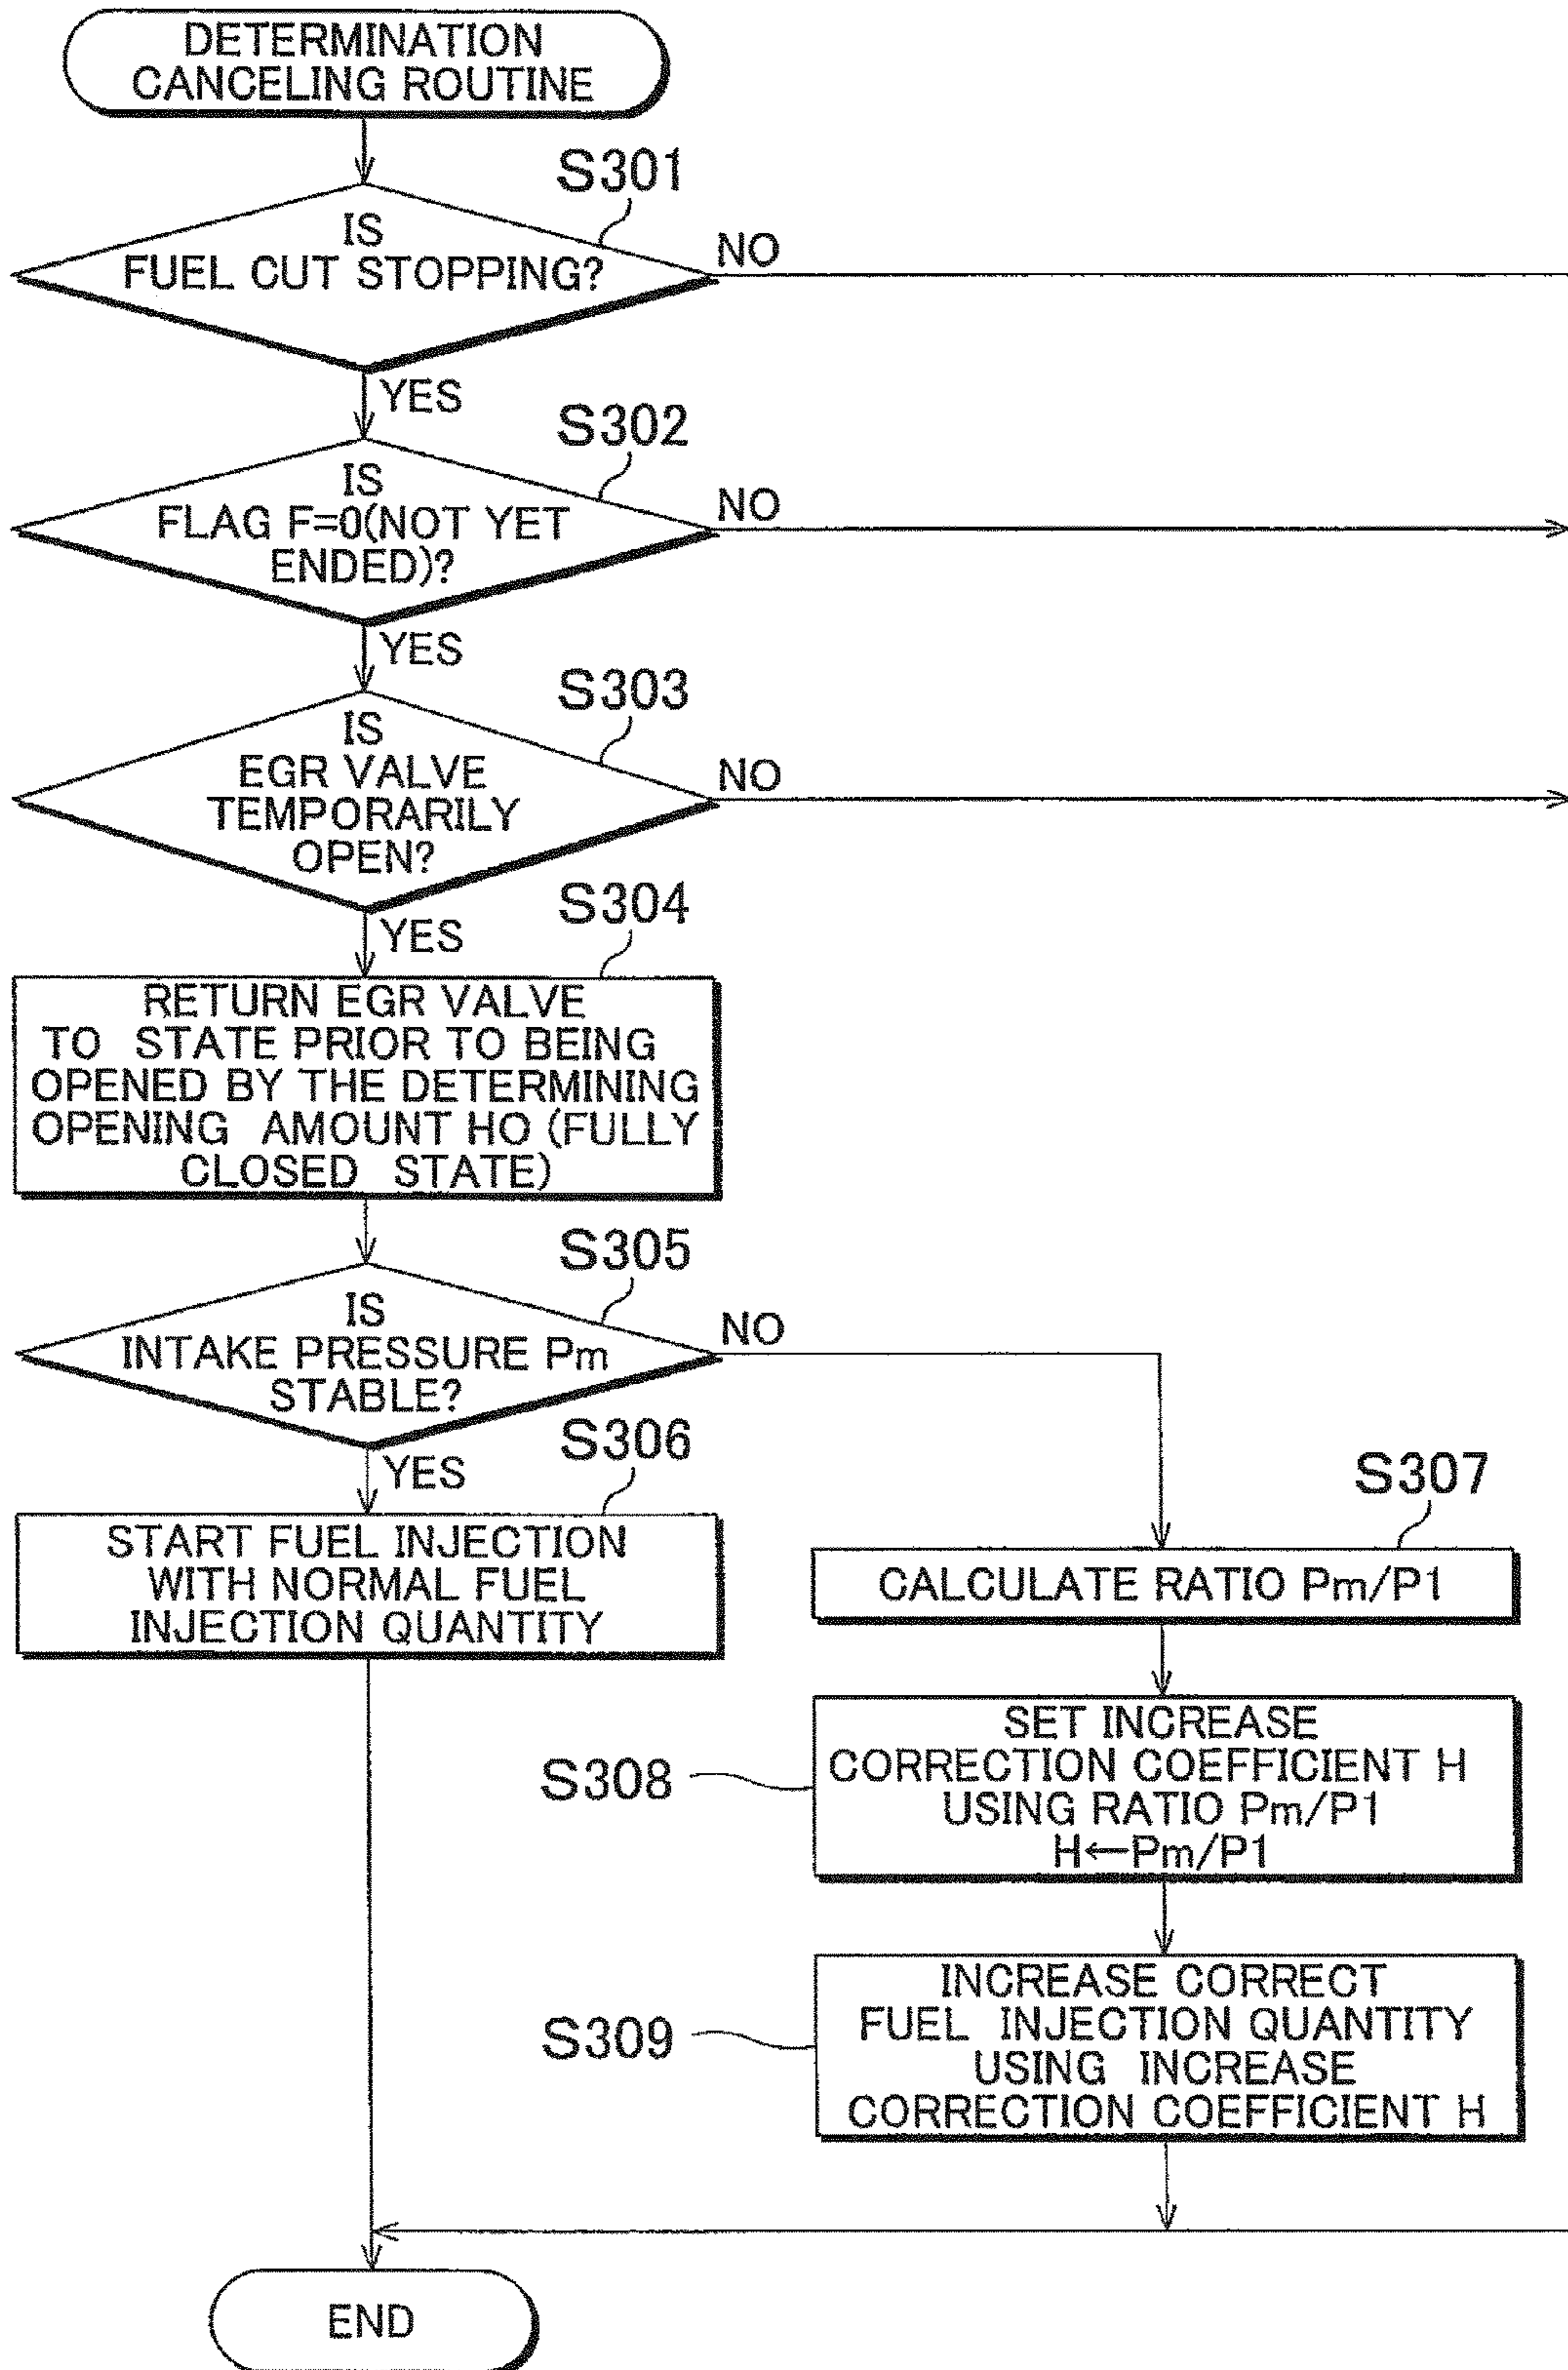 DETERMINATION
CANCELING ROUTINE
S301
IS
FUEL CUT STOPPING?
NO
YES
S302
IS
FLAG F=0(NOT YET
ENDED)?
NO
YES
S303
IS
EGR VALVE
TEMPORARILY
OPEN?
NO
YES
S304
RETURN EGR VALVE
TO STATE PRIOR TO BEING
OPENED BY THE DETERMINING
OPENING AMOUNT HO (FULLY
CLOSED STATE)
S305
IS
INTAKE PRESSURE Pm
STABLE?
NO
YES
S306
START FUEL INJECTION
WITH NORMAL FUEL
INJECTION QUANTITY
S307
CALCULATE RATIO Pm/P1
S308
SET INCREASE
CORRECTION COEFFICIENT H
USING RATIO Pm/P1
H←Pm/P1
S309
INCREASE CORRECT
FUEL INJECTION QUANTITY
USING INCREASE
CORRECTION COEFFICIENT H
END